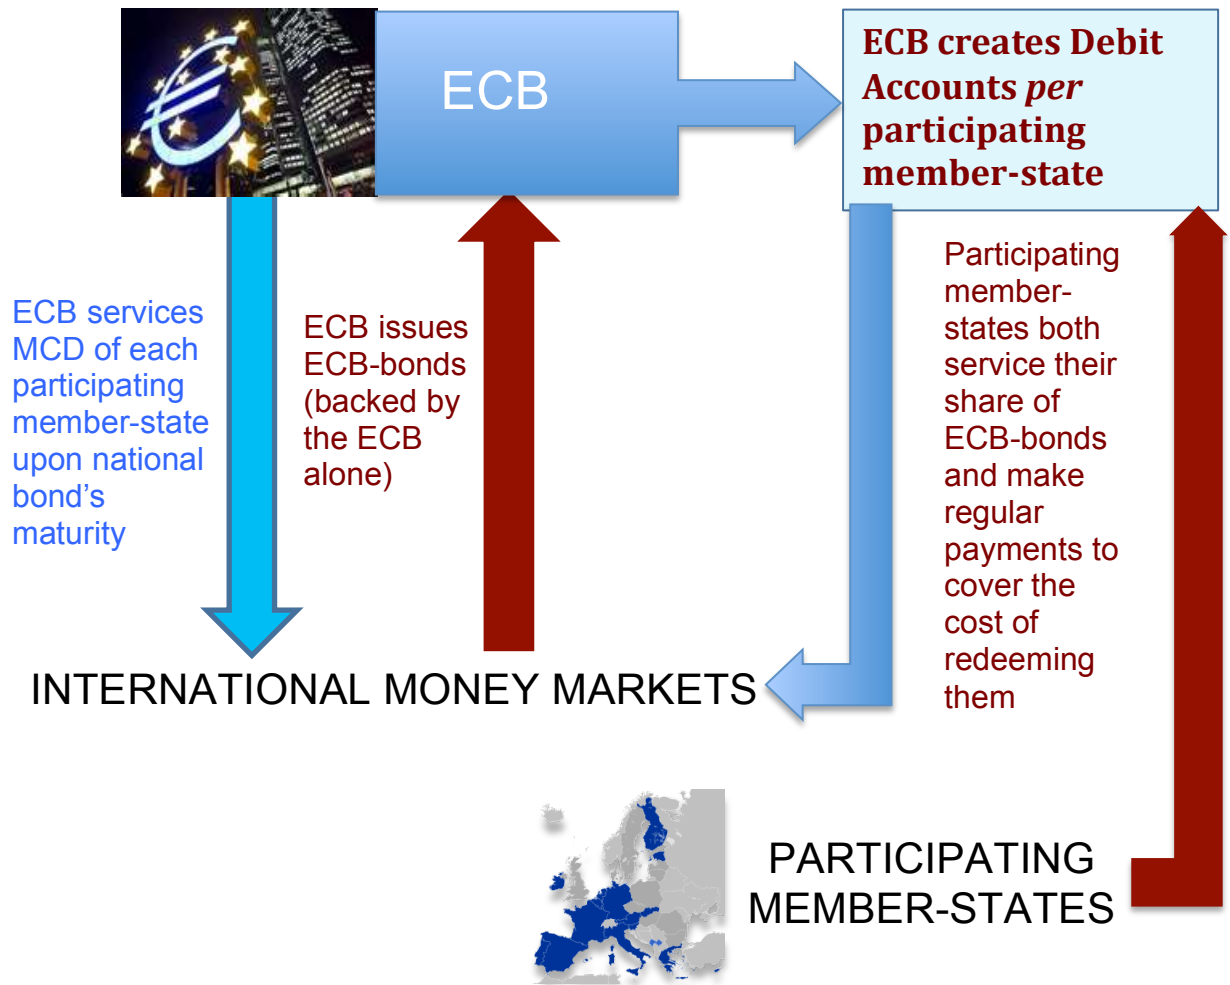 ECB
ECB creates Debit
Accounts per
participating
member-state
ECB services
MCD of each
participating
member-state
upon national
bond’s
maturity
ECB issues
ECB-bonds
(backed by
the ECB
alone)
Participating
member-
states both
service their
share of
ECB-bonds
and make
regular
payments to
cover the
cost of
redeeming
them
INTERNATIONAL MONEY MARKETS
PARTICIPATING
MEMBER-STATES